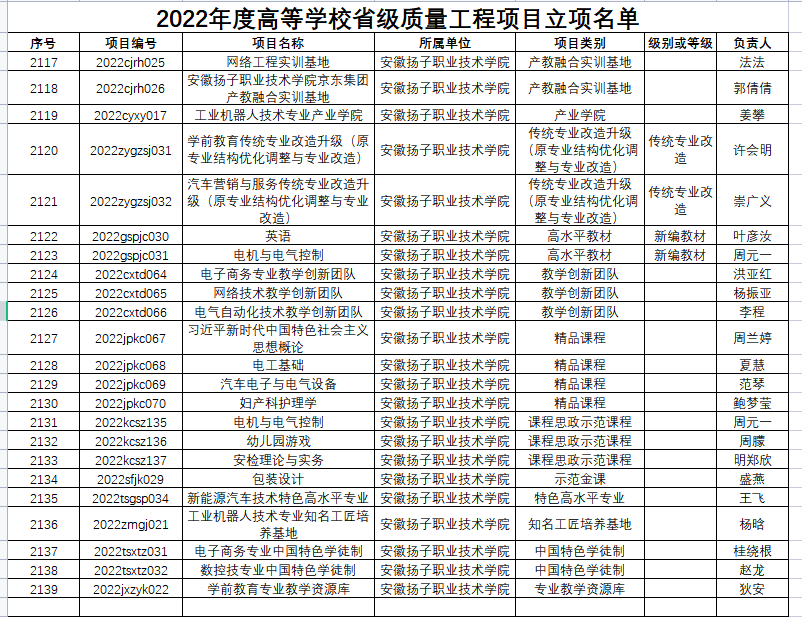 2022年度高等学校省级质量工程项目立项名单
序号 项目编号 项目名称 所属单位 项目类别 级别或等级 负责人
2117 2022cjrh025 网络工程实训基地 安徽扬子职业技术学院 产教融合实训基地 法法
2118 2022cjrh026 安徽扬子职业技术学院京东集团产教融合实训基地 安徽扬子职业技术学院 产教融合实训基地 郭倩倩
2119 2022cyxy017 工业机器人技术专业产业学院 安徽扬子职业技术学院 产业学院 姜攀
2120 2022zygzsj031 学前教育传统专业改造升级（原专业结构优化调整与专业改造） 安徽扬子职业技术学院 传统专业改造升级（原专业结构优化调整与专业改造） 传统专业改造 许会明
2121 2022zygzsj032 汽车营销与服务传统专业改造升级（原专业结构优化调整与专业改造） 安徽扬子职业技术学院 传统专业改造升级（原专业结构优化调整与专业改造） 传统专业改造 崇广义
2122 2022gspjc030 英语 安徽扬子职业技术学院 高水平教材 新编教材 叶彦汝
2123 2022gspjc031 电机与电气控制 安徽扬子职业技术学院 高水平教材 新编教材 周元一
2124 2022cxtd064 电子商务专业教学创新团队 安徽扬子职业技术学院 教学创新团队 洪亚红
2125 2022cxtd065 网络技术教学创新团队 安徽扬子职业技术学院 教学创新团队 杨振亚
2126 2022cxtd066 电气自动化技术教学创新团队 安徽扬子职业技术学院 教学创新团队 李程
2127 2022jpkc067 习近平新时代中国特色社会主义思想概论 安徽扬子职业技术学院 精品课程 周兰婷
2128 2022jpkc068 电工基础 安徽扬子职业技术学院 精品课程 夏慧
2129 2022jpkc069 汽车电子与电气设备 安徽扬子职业技术学院 精品课程 范琴
2130 2022jpkc070 妇产科护理学 安徽扬子职业技术学院 精品课程 鲍梦莹
2131 2022kcsz135 电机与电气控制 安徽扬子职业技术学院 课程思政示范课程 周元一
2132 2022kcsz136 幼儿园游戏 安徽扬子职业技术学院 课程思政示范课程 周朦
2133 2022kcsz137 安检理论与实务 安徽扬子职业技术学院 课程思政示范课程 明郑欣
2134 2022sfjk029 包装设计 安徽扬子职业技术学院 示范金课 盛燕
2135 2022tsgsp034 新能源汽车技术特色高水平专业 安徽扬子职业技术学院 特色高水平专业 王飞
2136 2022zmgj021 工业机器人技术专业知名工匠培养基地 安徽扬子职业技术学院 知名工匠培养基地 杨晗
2137 2022tsxtz031 电子商务专业中国特色学徒制 安徽扬子职业技术学院 中国特色学徒制 桂绕根
2138 2022tsxtz032 数控技专业中国特色学徒制 安徽扬子职业技术学院 中国特色学徒制 赵龙
2139 2022jxzyk022 学前教育专业教学资源库 安徽扬子职业技术学院 专业教学资源库 狄安